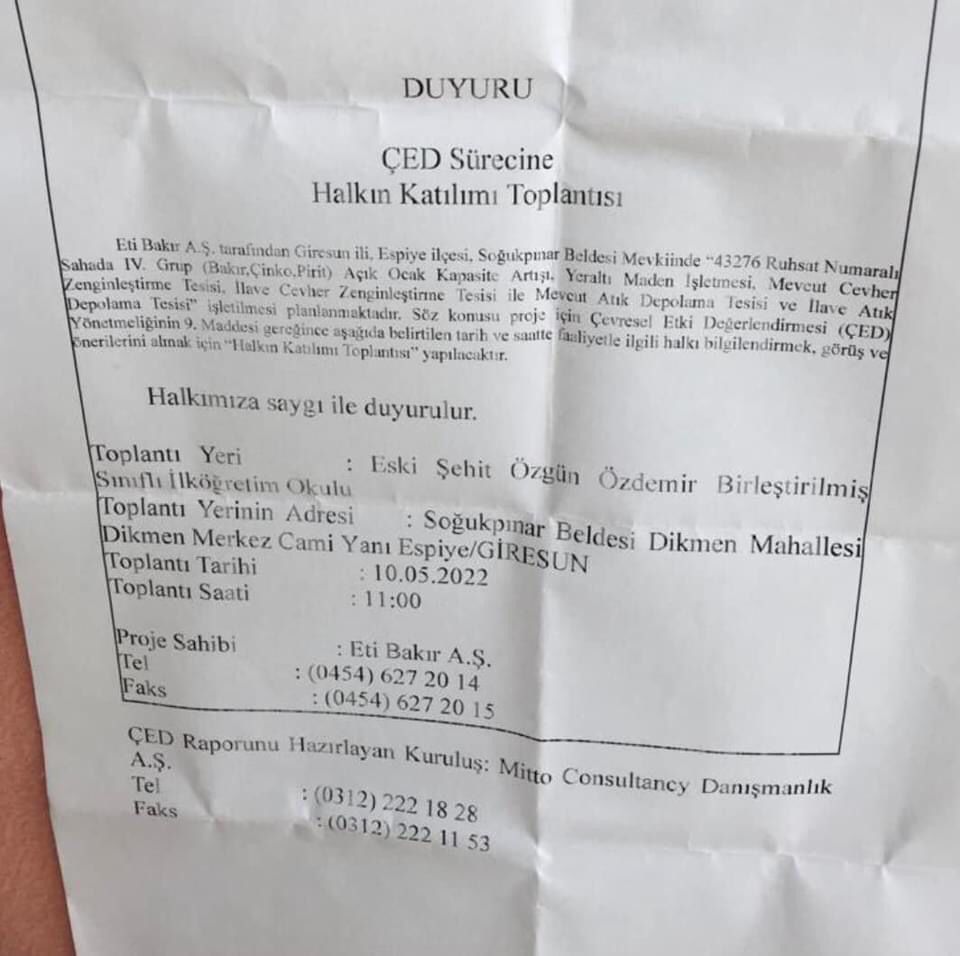 DUYURU
ÇED Sürecine
Halkın Katılımı Toplantısı
Eti Bakır A.Ş. tarafından Giresun ili, Espiye ilçesi, Soğukpınar Beldesi Mevkiinde “43276 Ruhsat Numaralı
Sahada IV. Grup (Bakır,Çinko,Pirit) Açık Ocak Kapasite Artışı, Yeraltı Maden İşletmesi, Mevcut Cevher
Zenginleştirme Tesisi, İlave Cevher Zenginleştirme Tesisi ile Mevcut Atık Depolama Tesisi ve İlave Atık
Depolama Tesisi” işletilmesi planlanmaktadır. Söz konusu proje için Çevresel Etki Değerlendirmesi (ÇED)
Yönetmeliğinin 9. Maddesi gereğince aşağıda belirtilen tarih ve saatte faaliyetle ilgili halkı bilgilendirmek, görüş ve
önerilerini almak için “Halkın Katılımı Toplantısı” yapılacaktır.
Halkımıza saygı ile duyurulur.
Toplantı Yeri : Eski Şehit Özgün Özdemir Birleştirilmiş
Sınıflı İlköğretim Okulu
Toplantı Yerinin Adresi : Soğukpınar Beldesi Dikmen Mahallesi
Dikmen Merkez Cami Yanı Espiye/GİRESUN
Toplantı Tarihi : 10.05.2022
Toplantı Saati : 11:00
Proje Sahibi : Eti Bakır A.Ş.
Tel : (0454) 627 20 14
Faks : (0454) 627 20 15
ÇED Raporunu Hazırlayan Kuruluş: Mitto Consultancy Danışmanlık
A.Ş.
Tel : (0312) 222 18 28
Faks : (0312) 222 11 53